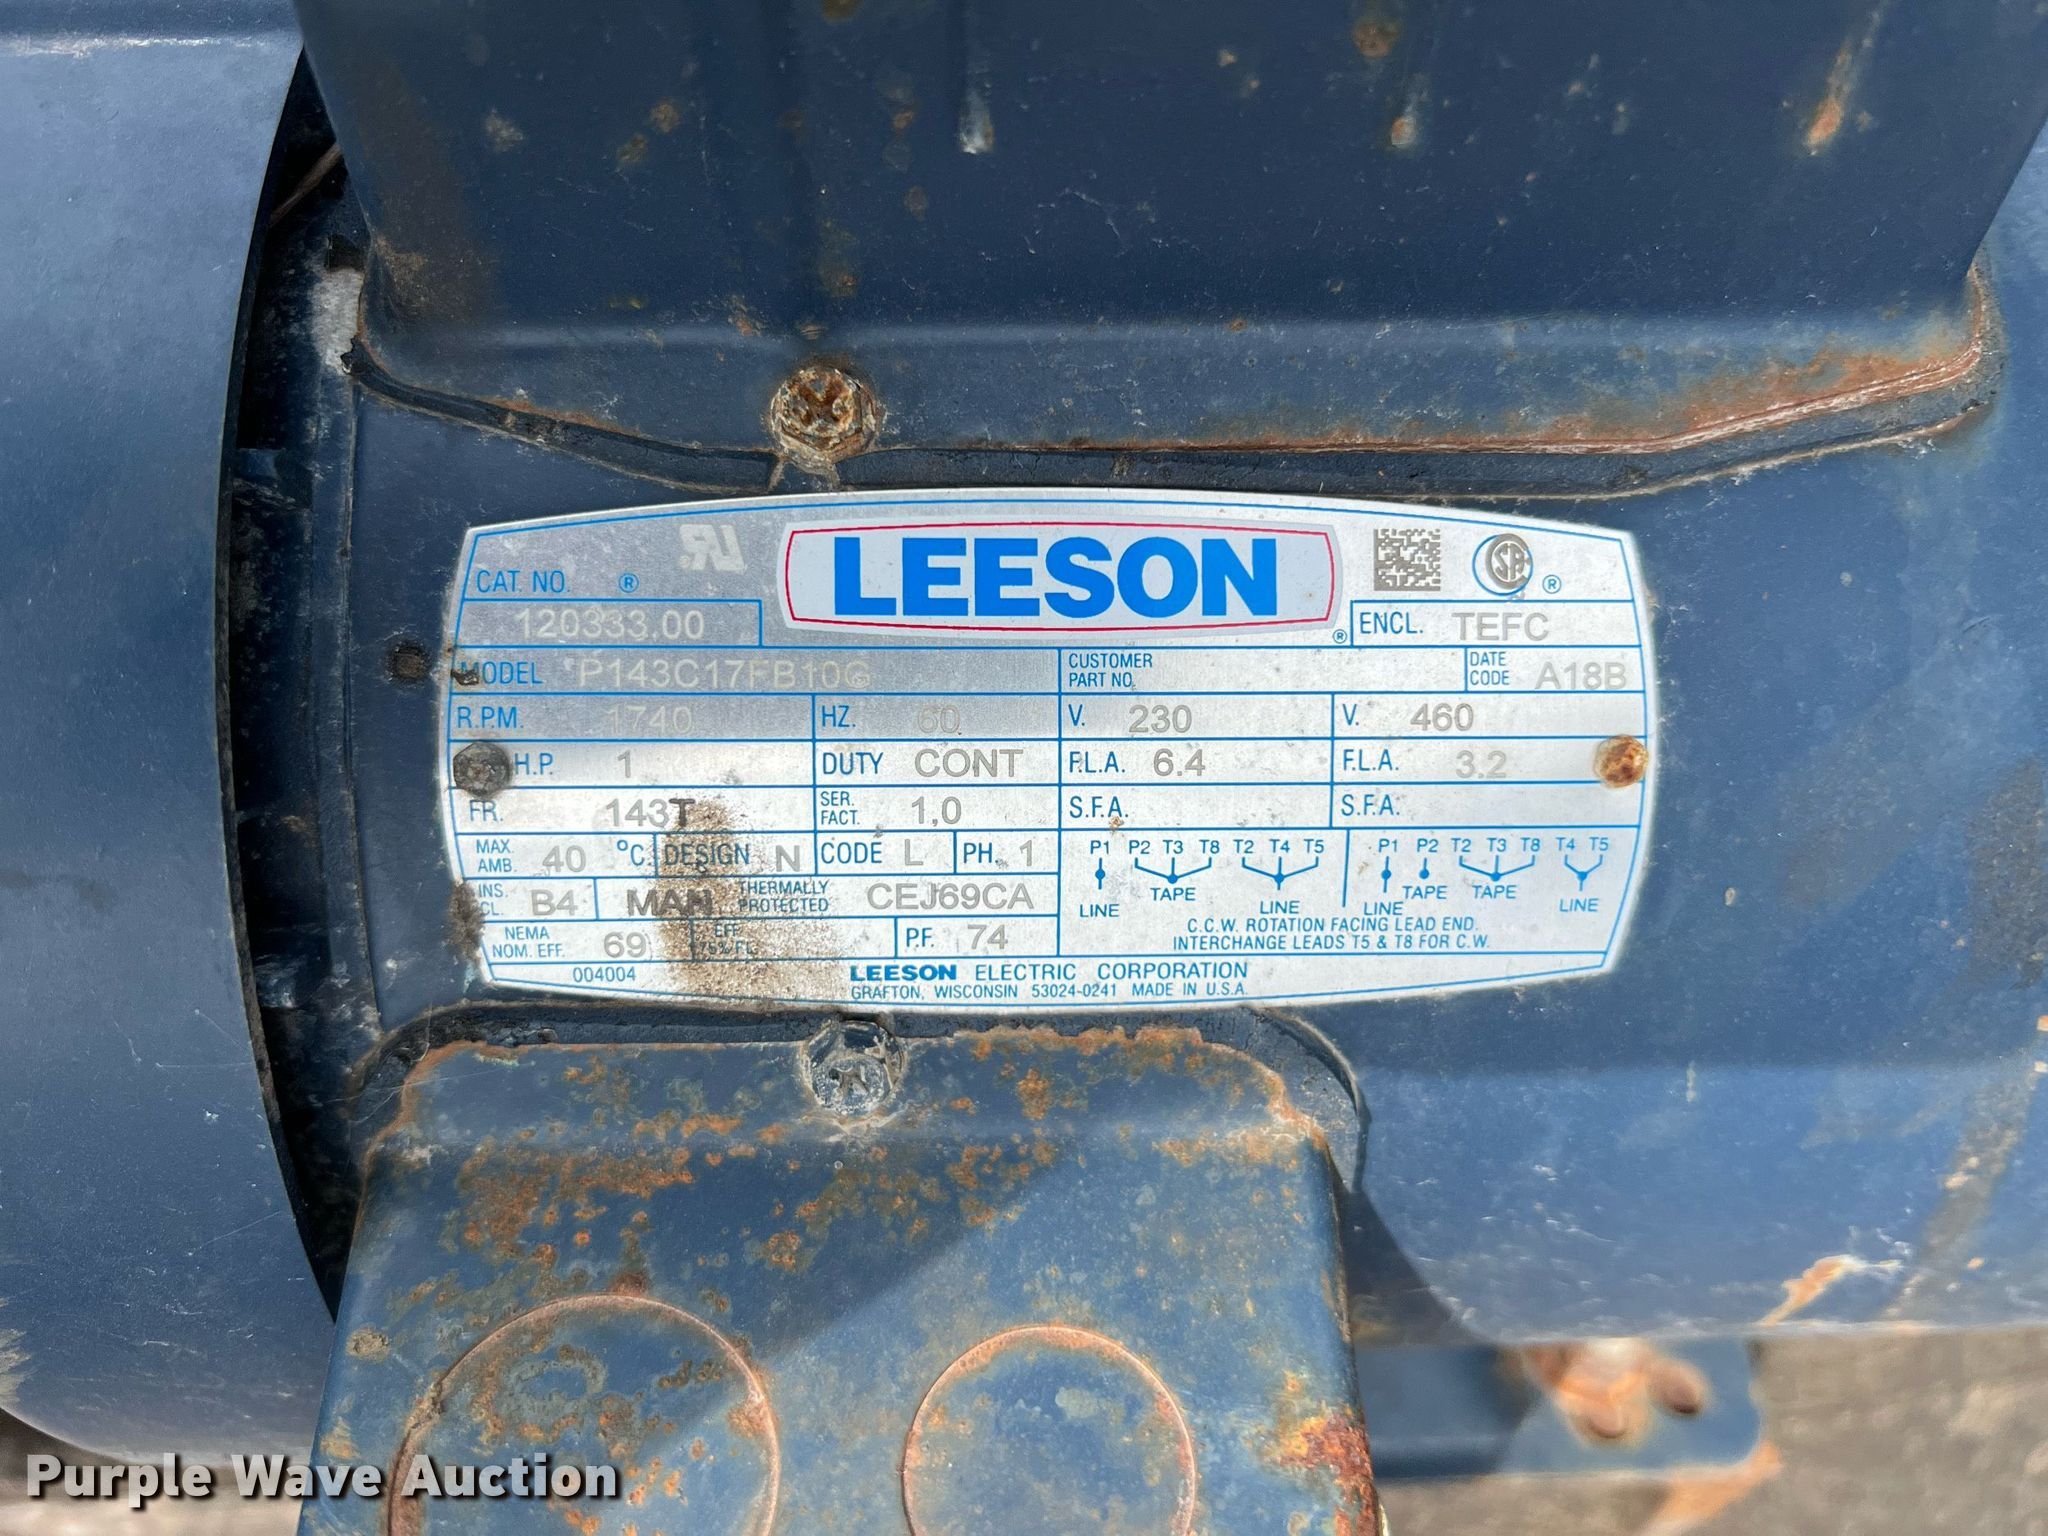 LEESON ®
CAT. NO. ®
120333.00
ENCL. TEFC
MODEL P143C17FB10G
CUSTOMER PART NO.
DATE CODE A18B
R.P.M. 1740 HZ. 60 V. 230 V. 460
H.P. 1 DUTY CONT F.L.A. 6.4 F.L.A. 3.2
FR. 143T SER. FACT. 1.0 S.F.A. S.F.A.
MAX. AMB. 40 °C. DESIGN N CODE L PH. 1
INS. CL. B4 MAN THERMALLY PROTECTED CEJ69CA
NEMA NOM. EFF. 69 EFF 75% FL P.F. 74
P1 P2 T3 T8 T2 T4 T5 P1 P2 T2 T3 T8 T4 T5
LINE TAPE LINE LINE TAPE TAPE LINE
C.C.W. ROTATION FACING LEAD END.
INTERCHANGE LEADS T5 & T8 FOR C.W.
004004 LEESON ELECTRIC CORPORATION
GRAFTON, WISCONSIN 53024-0241 MADE IN U.S.A.
Purple Wave Auction